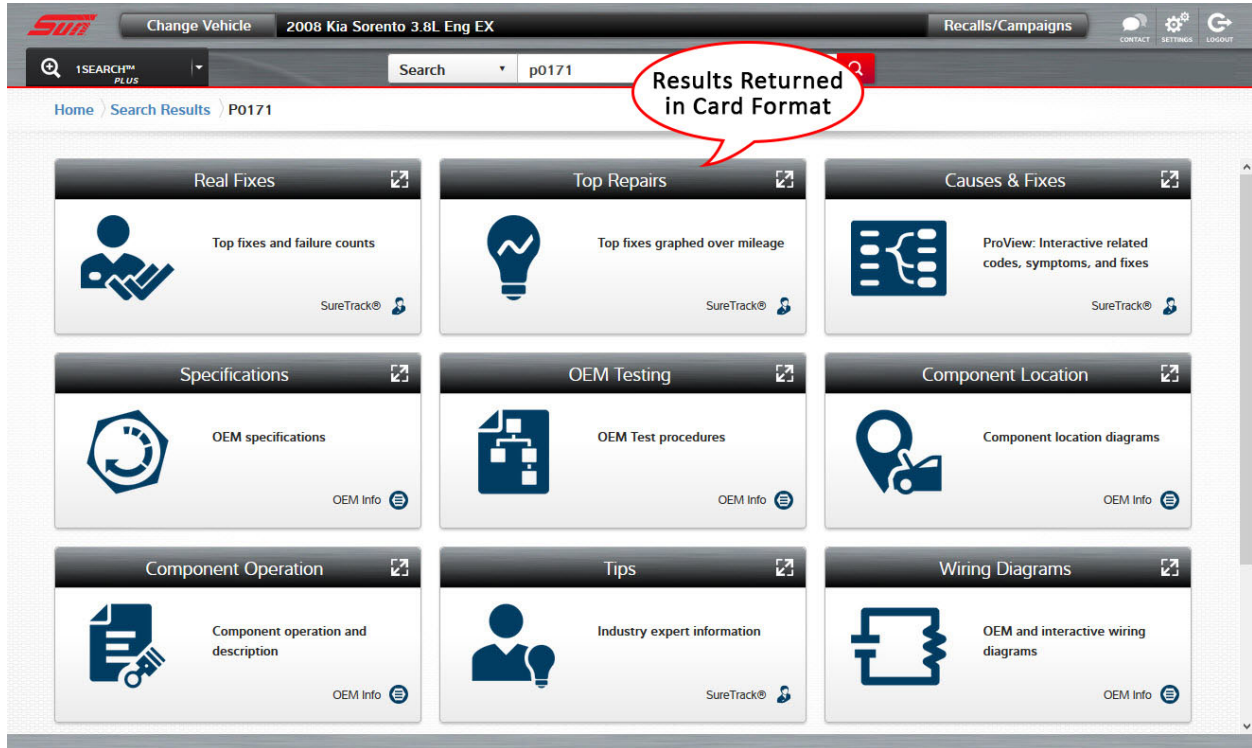 Sun
Change Vehicle
2008 Kia Sorento 3.8L Eng EX
Recalls/Campaigns
CONTACT
SETTINGS
LOGOUT
1SEARCH™
PLUS
Search
p0171
Results Returned
in Card Format
Home
Search Results
P0171
Real Fixes
Top fixes and failure counts
SureTrack®
Top Repairs
Top fixes graphed over mileage
SureTrack®
Causes & Fixes
ProView: Interactive related
codes, symptoms, and fixes
SureTrack®
Specifications
OEM specifications
OEM Info
OEM Testing
OEM Test procedures
OEM Info
Component Location
Component location diagrams
OEM Info
Component Operation
Component operation and
description
OEM Info
Tips
Industry expert information
SureTrack®
Wiring Diagrams
OEM and interactive wiring
diagrams
OEM Info